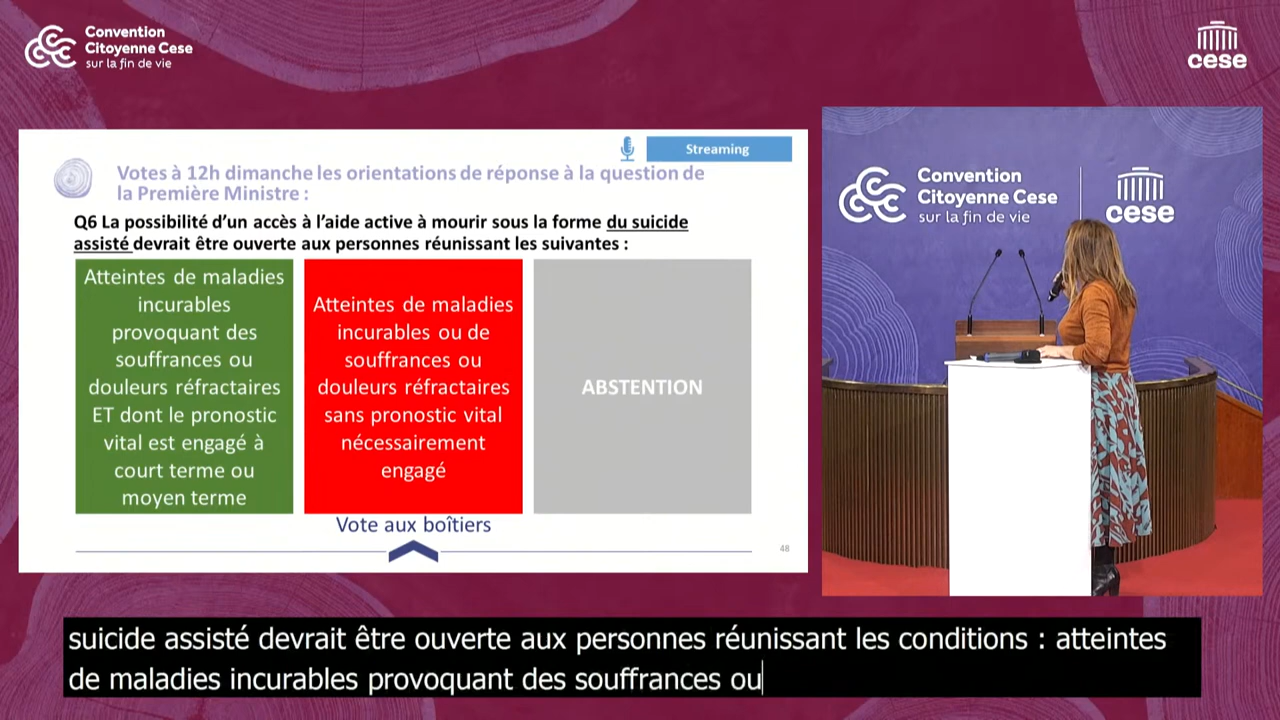 Convention
Citoyenne Cese
sur la fin de vie
cese
Streaming
Votes à 12h dimanche les orientations de réponse à la question de
la Première Ministre :
Q6 La possibilité d'un accès à l'aide active à mourir sous la forme du suicide
assisté devrait être ouverte aux personnes réunissant les suivantes :
Atteintes de maladies
incurables
provoquant des
souffrances ou
douleurs réfractaires
ET dont le pronostic
vital est engagé à
court terme ou
moyen terme
Atteintes de maladies
incurables ou de
souffrances ou
douleurs réfractaires
sans pronostic vital
nécessairement
engagé
ABSTENTION
Vote aux boîtiers
48
Convention
Citoyenne Cese
sur la fin de vie
cese
suicide assisté devrait être ouverte aux personnes réunissant les conditions : atteintes
de maladies incurables provoquant des souffrances ou